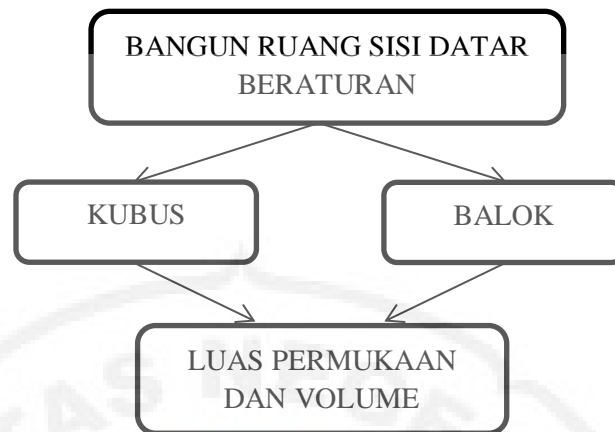 BANGUN RUANG SISI DATAR
BERATURAN
KUBUS
BALOK
LUAS PERMUKAAN
DAN VOLUME